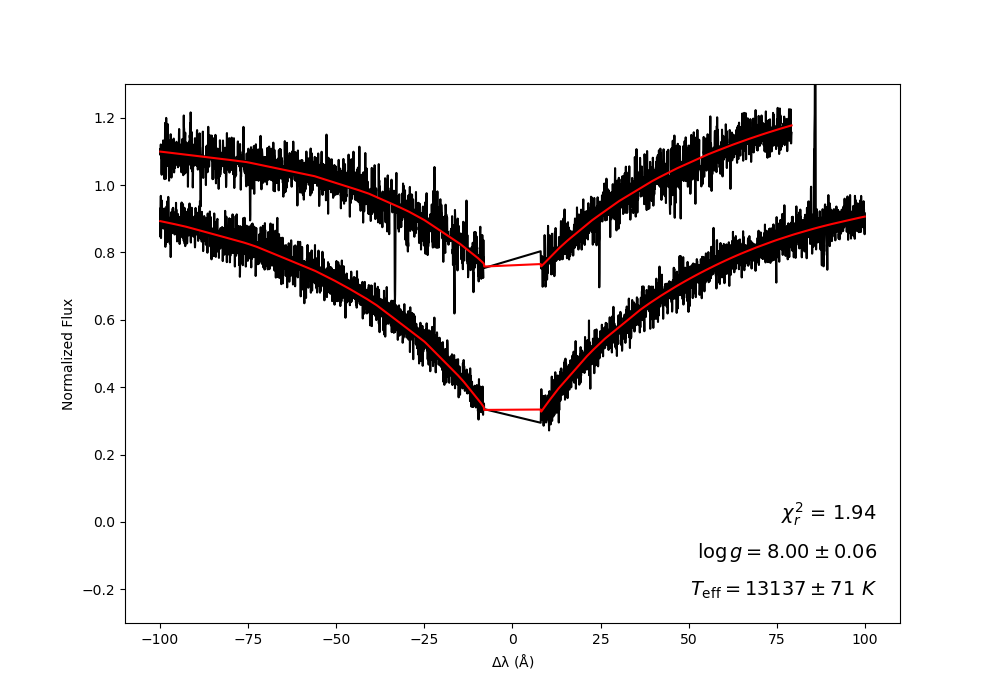 1.2
1.0
0.8
0.6
0.4
0.2
0.0
−0.2
Normalized Flux
χ²ᵣ = 1.94
log g = 8.00 ± 0.06
T_eff = 13137 ± 71 K
−100 −75 −50 −25 0 25 50 75 100
Δλ (Å)